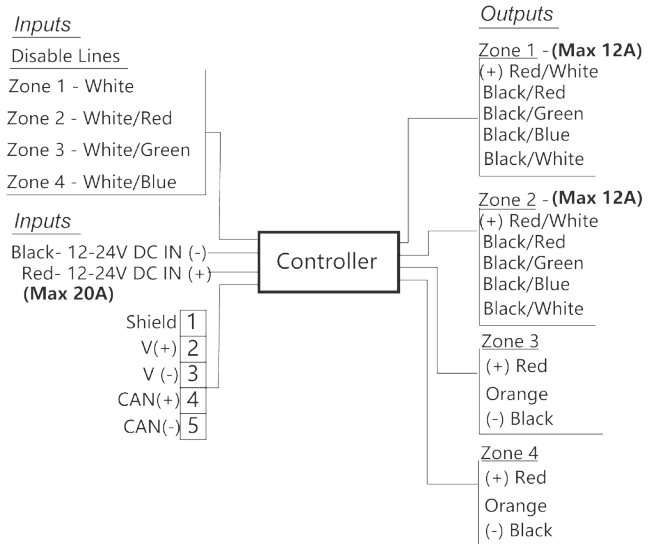 Inputs
Disable Lines
Zone 1 - White
Zone 2 - White/Red
Zone 3 - White/Green
Zone 4 - White/Blue
Inputs
Black- 12-24V DC IN (-)
Red- 12-24V DC IN (+)
(Max 20A)
Shield 1
V(+) 2
V (-) 3
CAN(+) 4
CAN(-) 5
Controller
Outputs
Zone 1 - (Max 12A)
(+) Red/White
Black/Red
Black/Green
Black/Blue
Black/White
Zone 2 - (Max 12A)
(+) Red/White
Black/Red
Black/Green
Black/Blue
Black/White
Zone 3
(+) Red
Orange
(-) Black
Zone 4
(+) Red
Orange
(-) Black